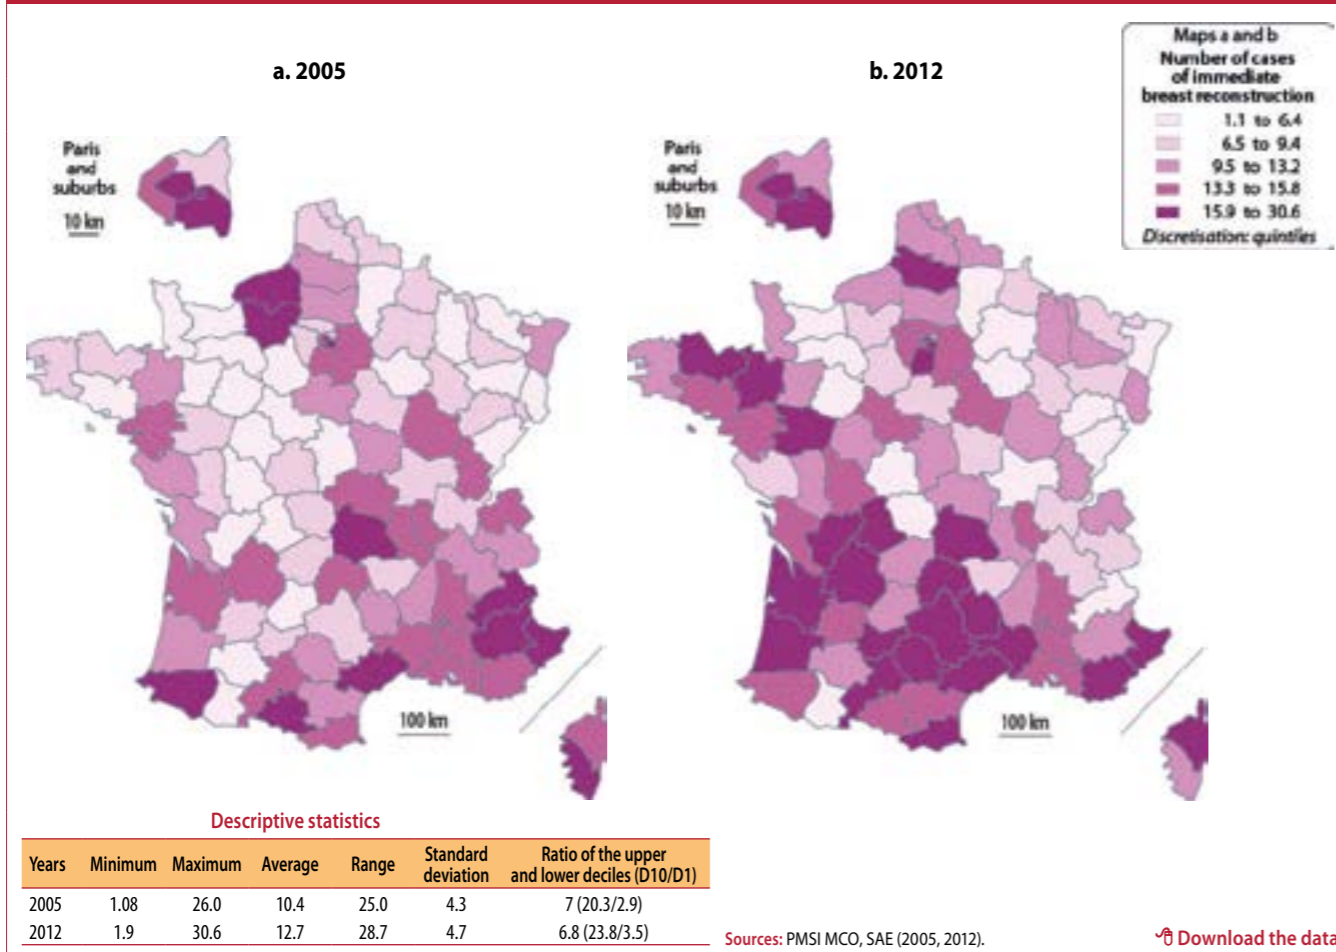 a. 2005
b. 2012
Maps a and b
Number of cases
of immediate
breast reconstruction
1.1 to 6.4
6.5 to 9.4
9.5 to 13.2
13.3 to 15.8
15.9 to 30.6
Discretisation: quintiles
Paris
and
suburbs
10 km
Paris
and
suburbs
10 km
100 km
100 km
Descriptive statistics
Years Minimum Maximum Average Range Standard deviation Ratio of the upper and lower deciles (D10/D1)
2005 1.08 26.0 10.4 25.0 4.3 7 (20.3/2.9)
2012 1.9 30.6 12.7 28.7 4.7 6.8 (23.8/3.5)
Sources: PMSI MCO, SAE (2005, 2012).
Download the data